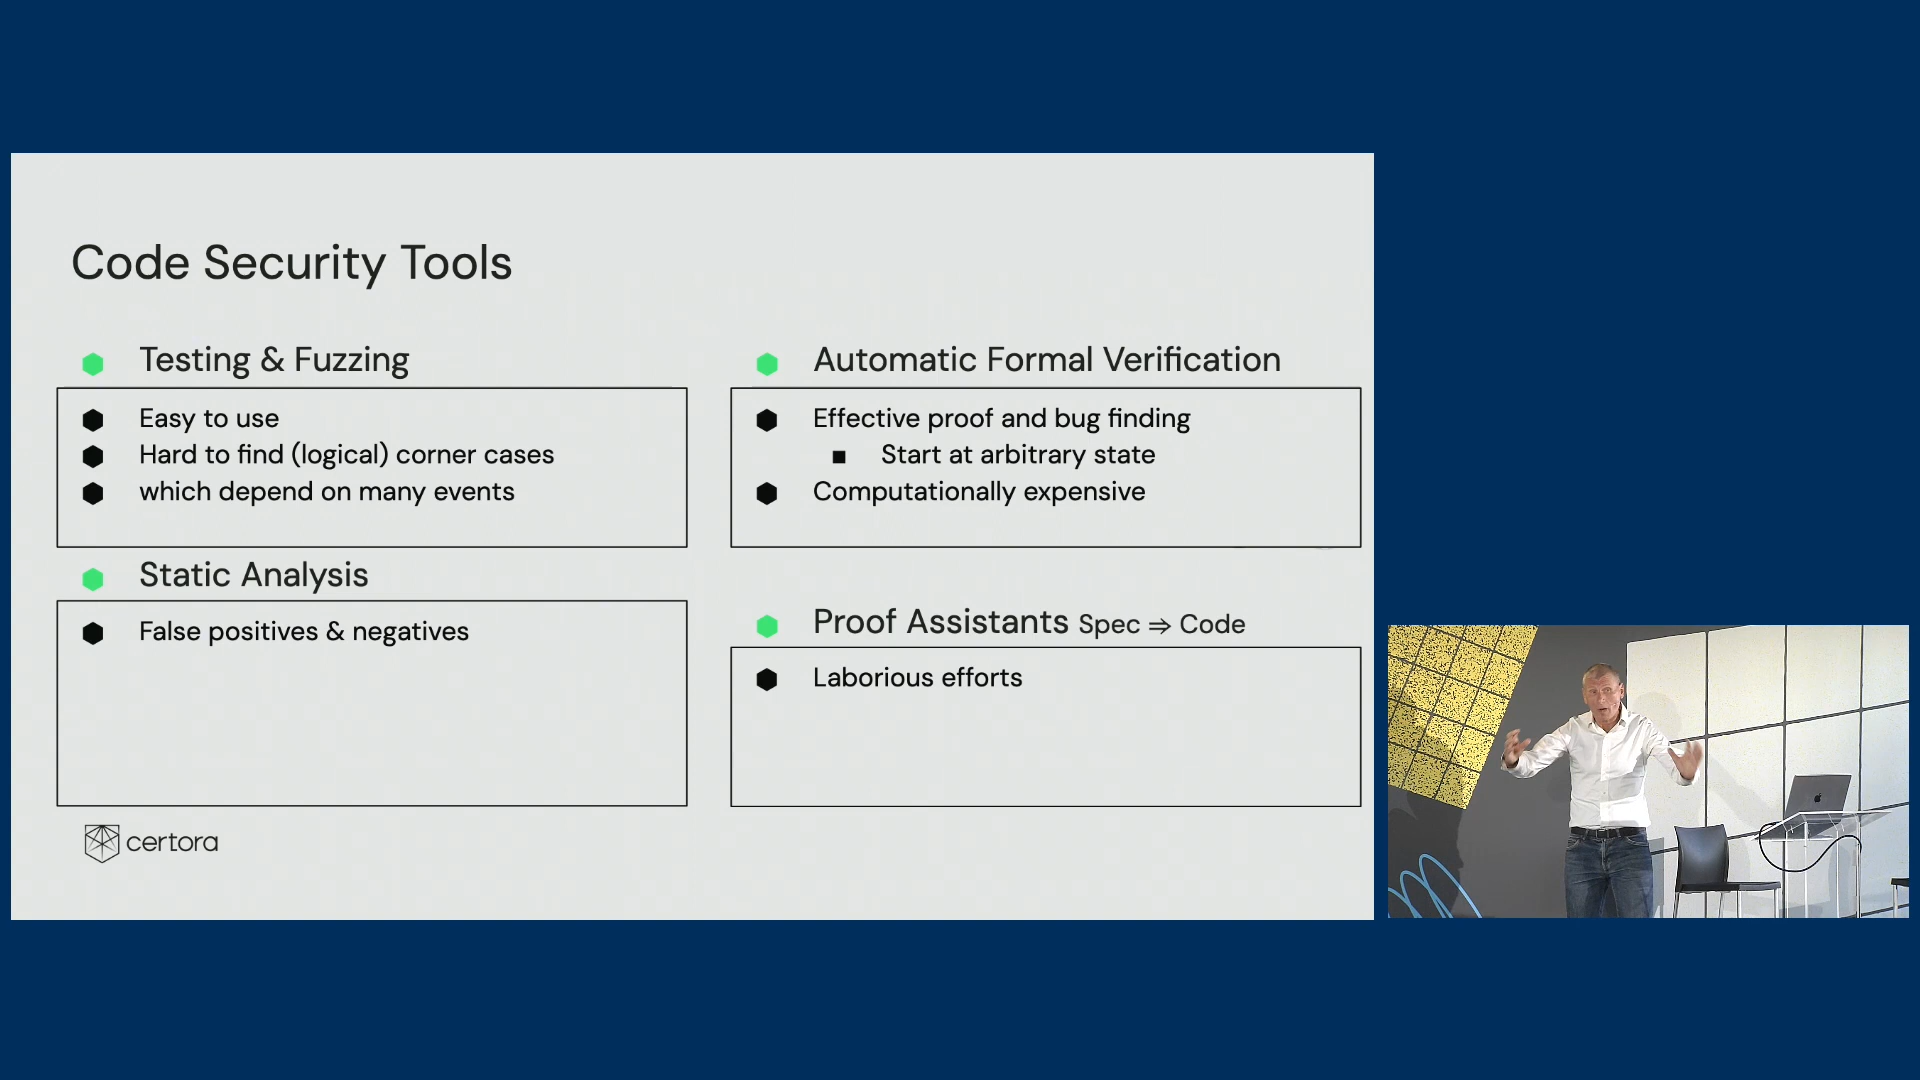 Code Security Tools
Testing & Fuzzing
Easy to use
Hard to find (logical) corner cases
which depend on many events
Static Analysis
False positives & negatives
Automatic Formal Verification
Effective proof and bug finding
Start at arbitrary state
Computationally expensive
Proof Assistants Spec ⇒ Code
Laborious efforts
certora